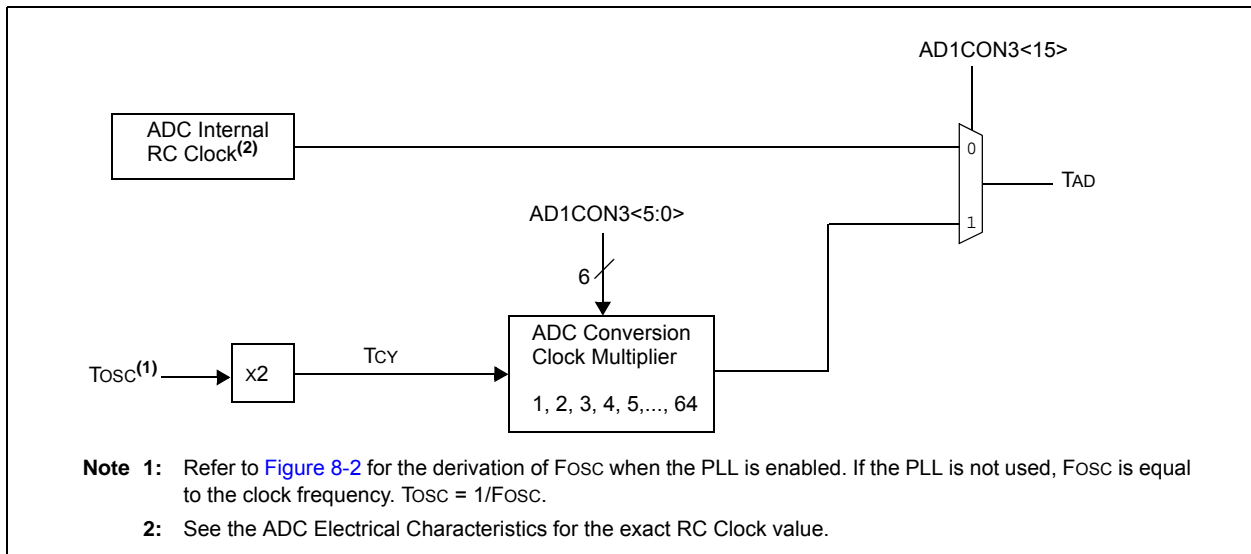 AD1CON3<15>
ADC Internal
RC Clock(2)
0
TAD
AD1CON3<5:0>
1
6
ADC Conversion
Clock Multiplier
TOSC(1)
X2
TCY
1, 2, 3, 4, 5,..., 64
Note 1: Refer to Figure 8-2 for the derivation of FOSC when the PLL is enabled. If the PLL is not used, FOSC is equal
to the clock frequency. TOSC = 1/FOSC.
2: See the ADC Electrical Characteristics for the exact RC Clock value.